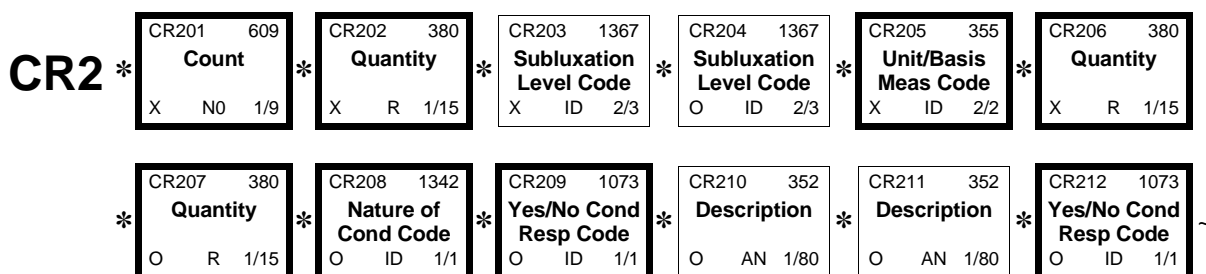 CR201 609 CR202 380 CR203 1367 CR204 1367 CR205 355 CR206 380
CR2 * Count * Quantity * Subluxation Level Code * Subluxation Level Code * Unit/Basis Meas Code * Quantity
X N0 1/9 X R 1/15 X ID 2/3 O ID 2/3 X ID 2/2 X R 1/15
CR207 380 CR208 1342 CR209 1073 CR210 352 CR211 352 CR212 1073
* Quantity * Nature of Cond Code * Yes/No Cond Resp Code * Description * Description * Yes/No Cond Resp Code ~
O R 1/15 O ID 1/1 O ID 1/1 O AN 1/80 O AN 1/80 O ID 1/1